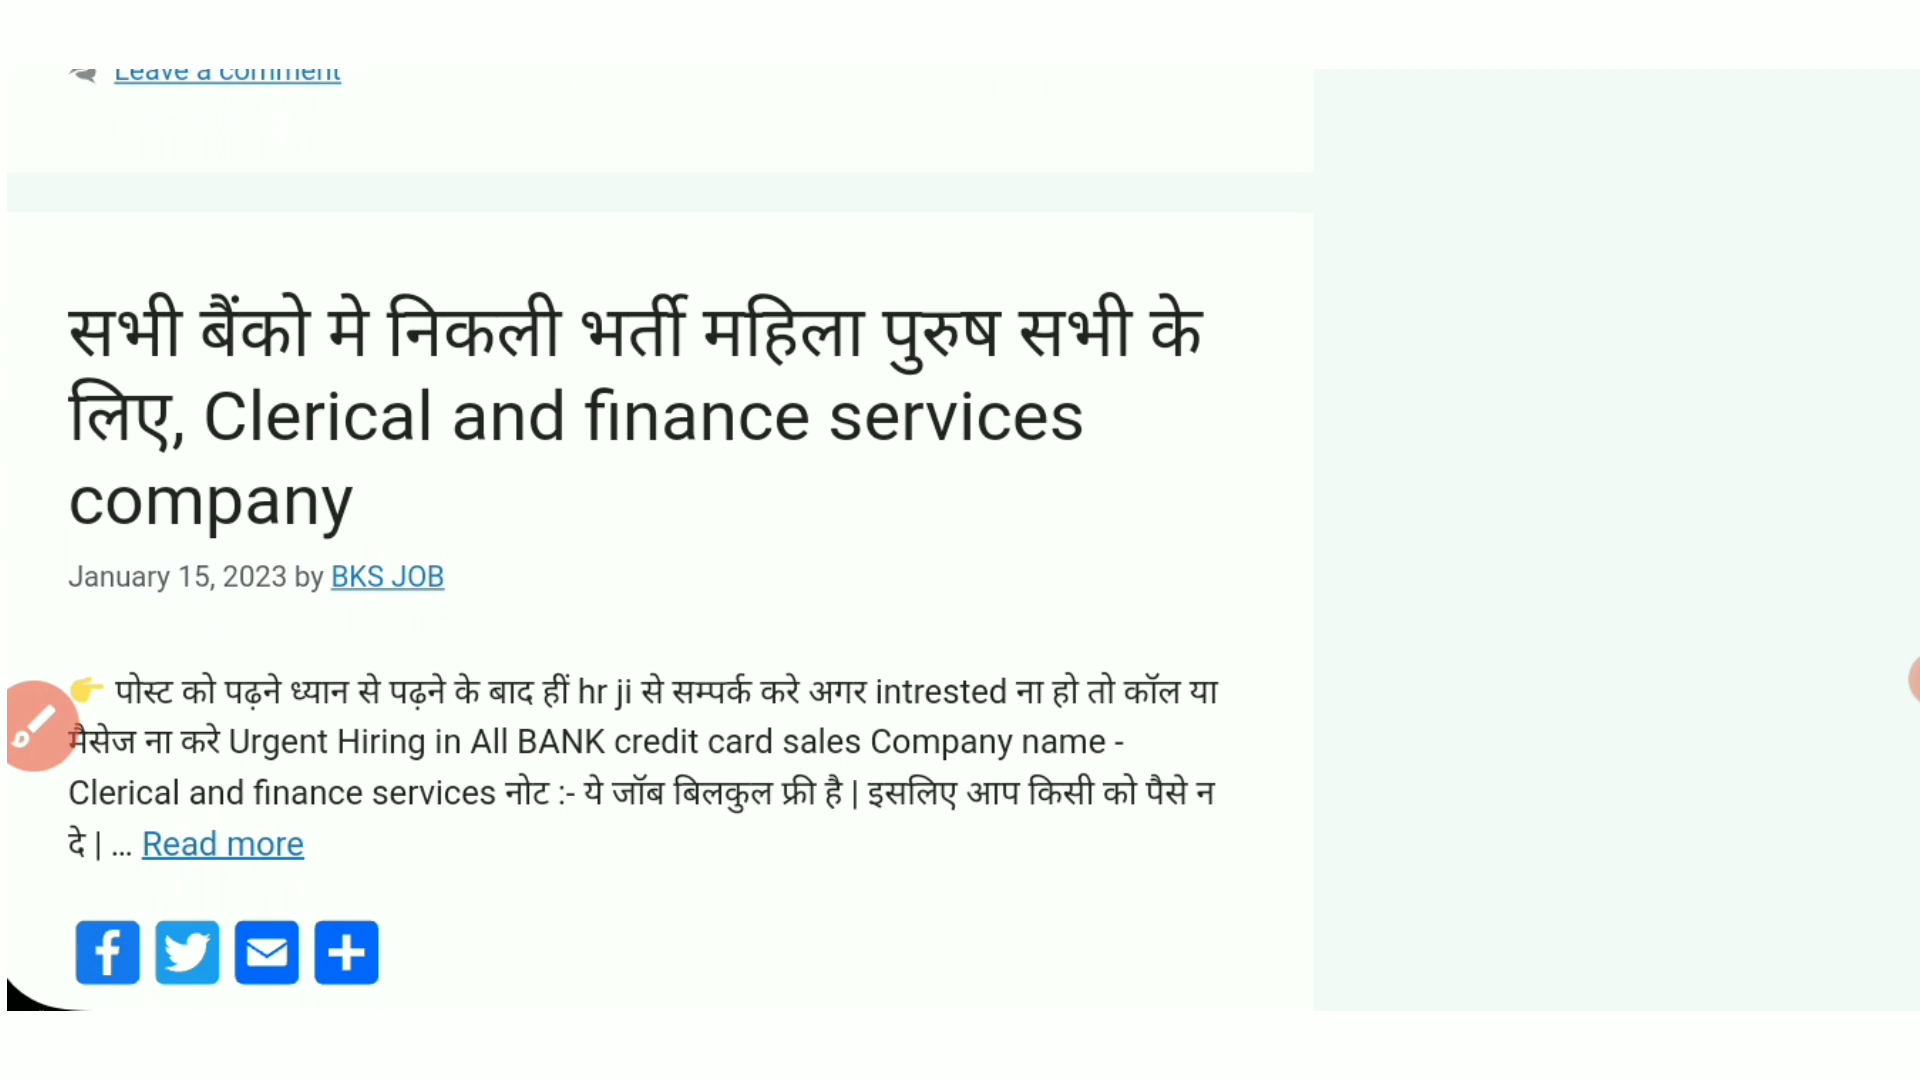 Leave a comment
सभी बैंको मे निकली भर्ती महिला पुरुष सभी के
लिए, Clerical and finance services
company
January 15, 2023 by BKS JOB
👉 पोस्ट को पढ़ने ध्यान से पढ़ने के बाद हीं hr ji से सम्पर्क करे अगर intrested ना हो तो कॉल या
मैसेज ना करे Urgent Hiring in All BANK credit card sales Company name -
Clerical and finance services नोट :- ये जॉब बिलकुल फ्री है | इसलिए आप किसी को पैसे न
दे | ... Read more